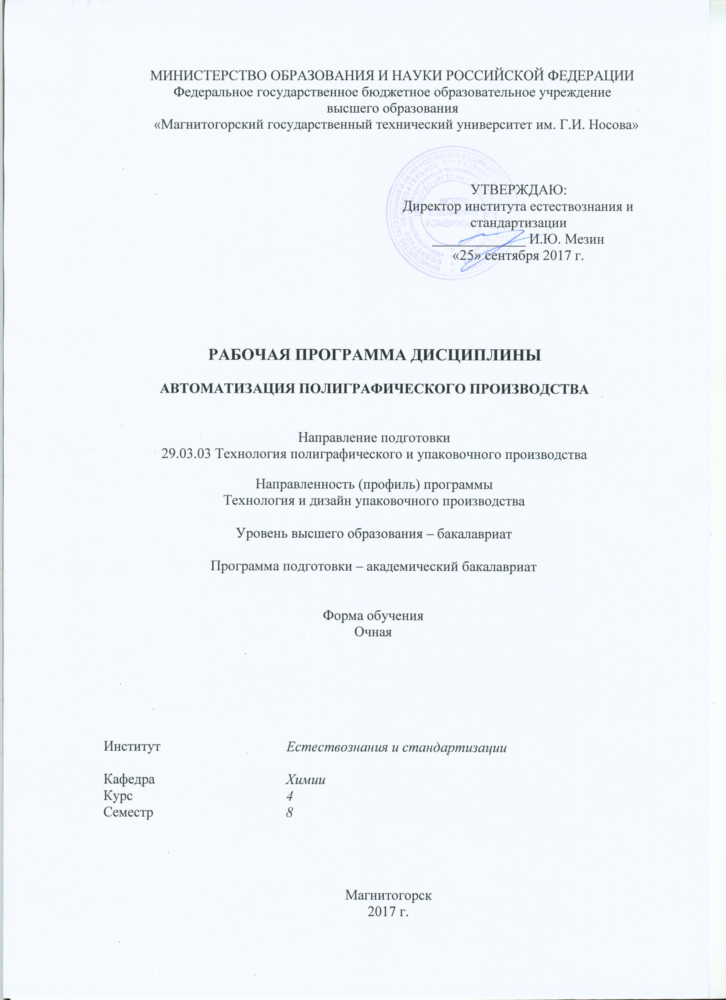 МИНИСТЕРСТВО ОБРАЗОВАНИЯ И НАУКИ РОССИЙСКОЙ ФЕДЕРАЦИИ
Федеральное государственное бюджетное образовательное учреждение
высшего образования
«Магнитогорский государственный технический университет им. Г.И. Носова»
УТВЕРЖДАЮ:
Директор института естествознания и
стандартизации
И.Ю. Мезин
«25» сентября 2017 г.
ИНСТИТУТ
ЕСТЕСТВОЗНАНИЯ
РАБОЧАЯ ПРОГРАММА ДИСЦИПЛИНЫ
АВТОМАТИЗАЦИЯ ПОЛИГРАФИЧЕСКОГО ПРОИЗВОДСТВА
Направление подготовки
29.03.03 Технология полиграфического и упаковочного производства
Направленность (профиль) программы
Технология и дизайн упаковочного производства
Уровень высшего образования – бакалавриат
Программа подготовки – академический бакалавриат
Форма обучения
Очная
Институт Естествознания и стандартизации
Кафедра Химии
Курс 4
Семестр 8
Магнитогорск
2017 г.